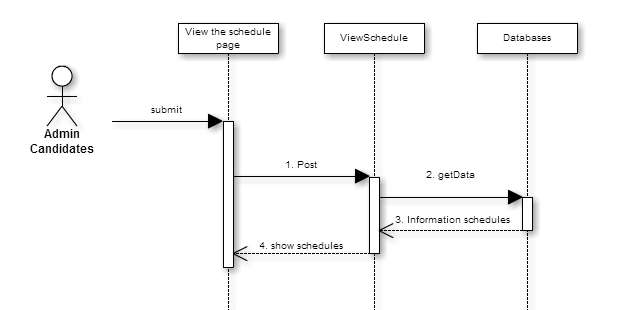 View the schedule
page
ViewSchedule
Databases
submit
Admin
Candidates
1. Post
2. getData
3. Information schedules
4. show schedules